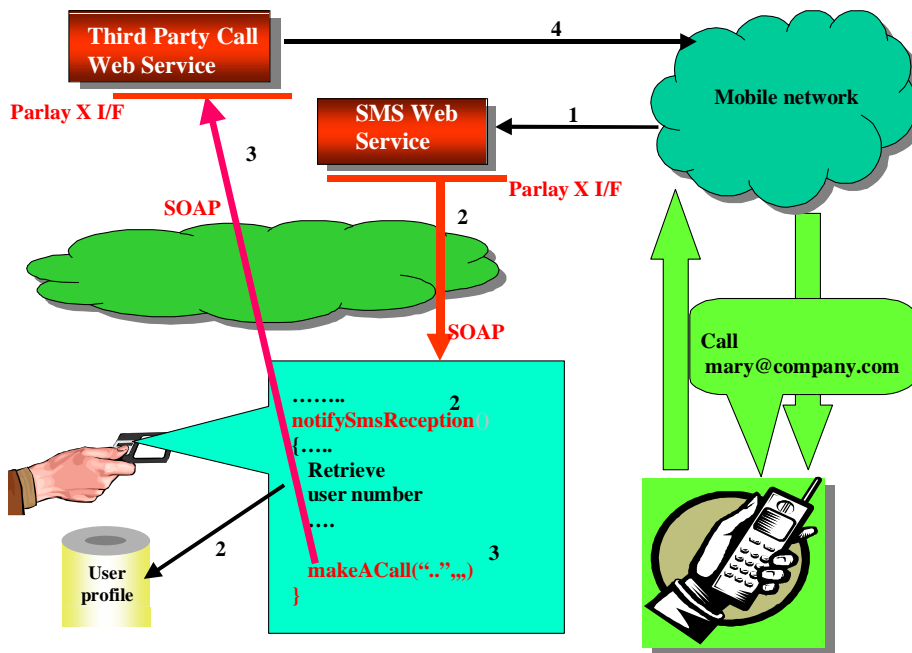 Third Party Call
Web Service
4
Mobile network
Parlay X I/F
SMS Web
Service
1
3
Parlay X I/F
SOAP
2
SOAP
Call
mary@company.com
……..
2
notifySmsReception()
{…..
Retrieve
user number
….
3
makeACall(“..”,,,)
}
2
User
profile